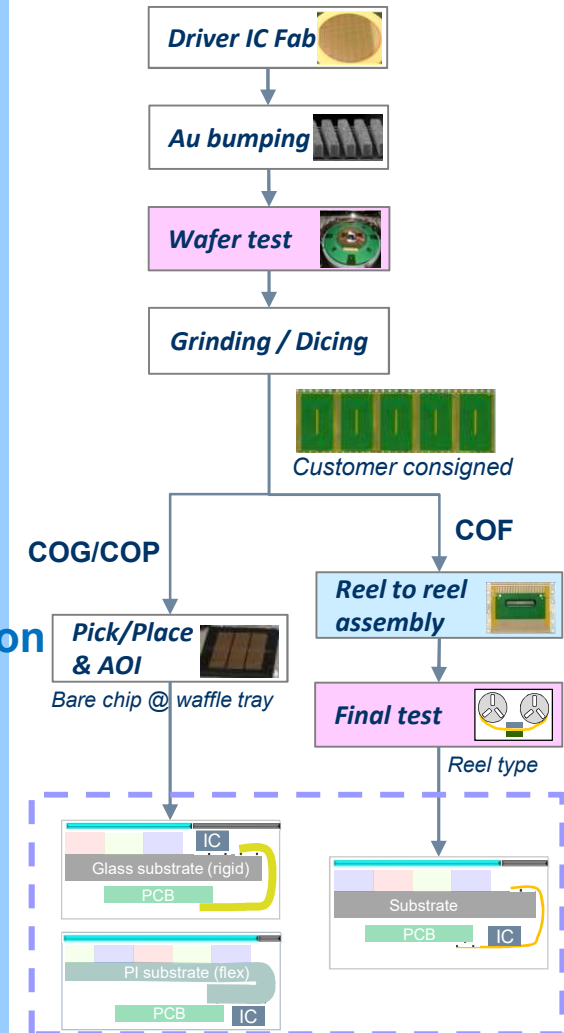 Driver IC Fab
Au bumping
Wafer test
Grinding / Dicing
Customer consigned
COG/COP
COF
Reel to reel
assembly
on
Pick/Place
& AOI
Bare chip @ waffle tray
Final test
Reel type
IC
Glass substrate (rigid)
PCB
Substrate
PCB
IC
PI substrate (flex)
PCB
IC